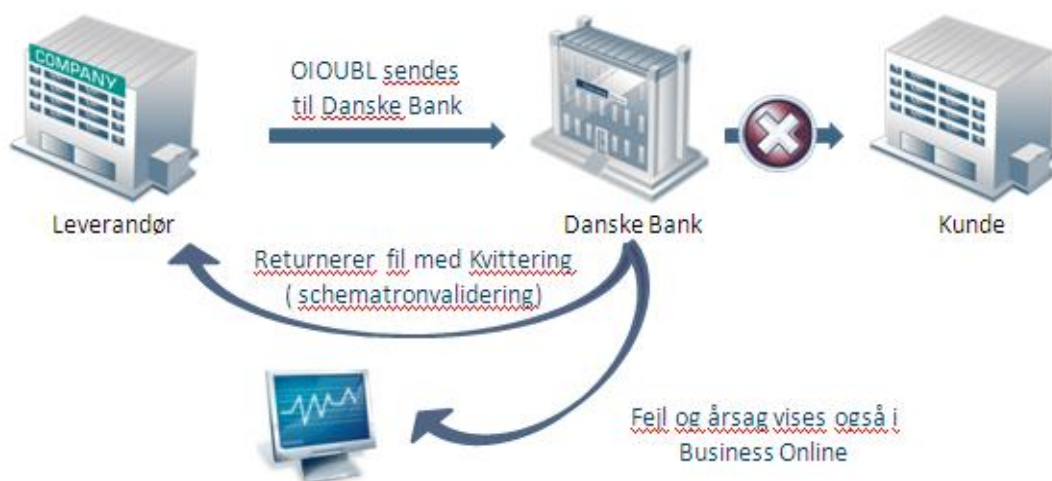 COMPANY
OIOUBL sendes
til Danske Bank
Leverandør
Danske Bank
Kunde
Returnerer fil med Kvittering
( schematronvalidering)
Fejl og årsag vises også i
Business Online